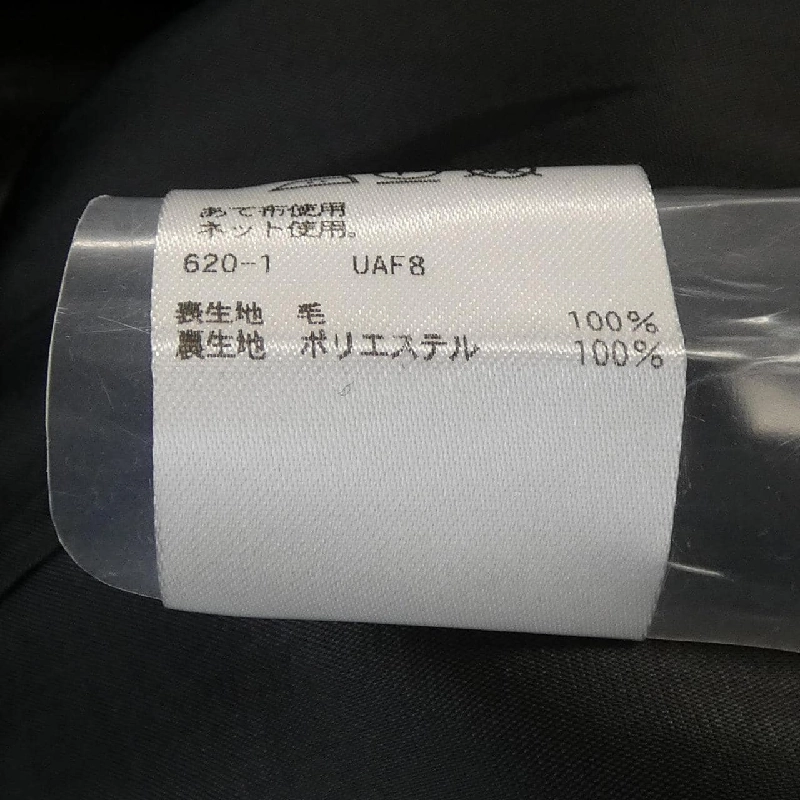 あて布使用
ネット使用。
620-1 UAF8
表生地 毛 100%
裏生地 ポリエステル 100%